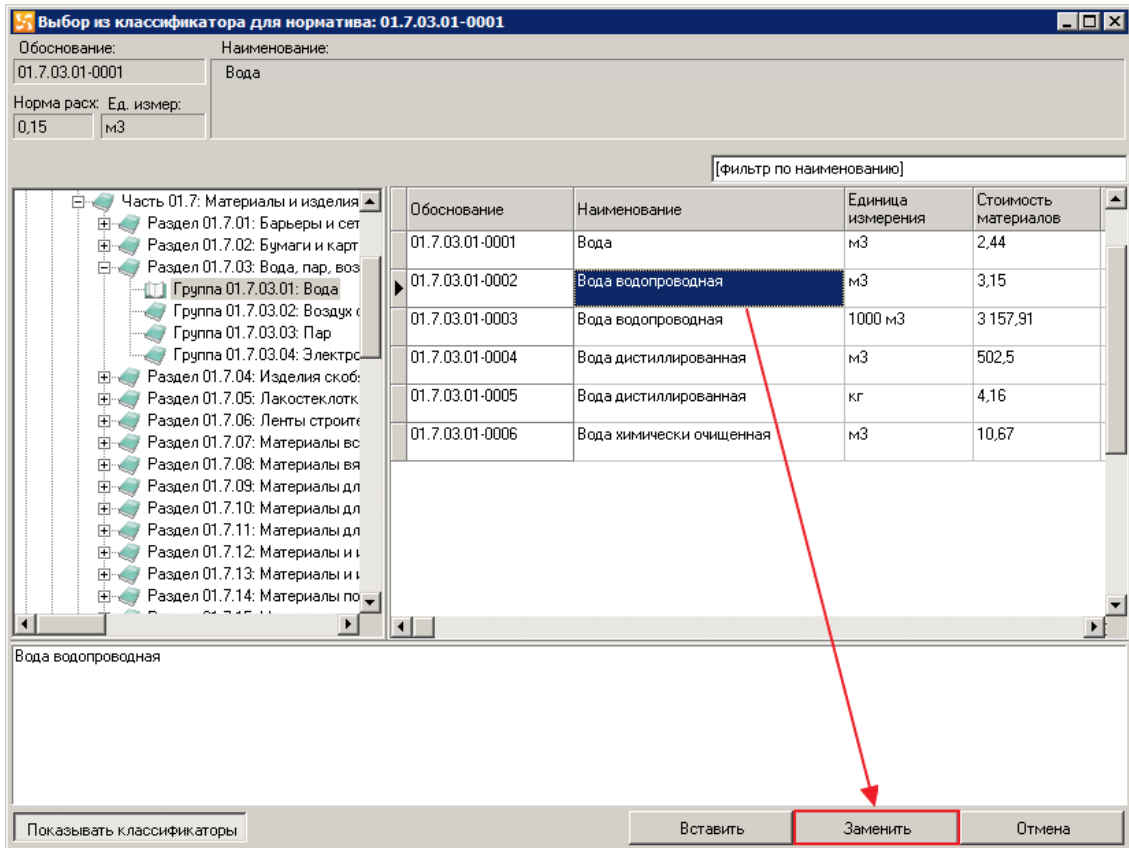 Выбор из классификатора для норматива: 01.7.03.01-0001
Обоснование: Наименование:
01.7.03.01-0001 Вода
Норма расх: Ед. измер:
0,15 м3
[фильтр по наименованию]
Часть 01.7: Материалы и изделия
Раздел 01.7.01: Барьеры и сет
Раздел 01.7.02: Бумаги и карт
Раздел 01.7.03: Вода, пар, воз
Группа 01.7.03.01: Вода
Группа 01.7.03.02: Воздух с
Группа 01.7.03.03: Пар
Группа 01.7.03.04: Электро
Раздел 01.7.04: Изделия скоб
Раздел 01.7.05: Лакостеклотк
Раздел 01.7.06: Ленты строите
Раздел 01.7.07: Материалы вс
Раздел 01.7.08: Материалы вя
Раздел 01.7.09: Материалы дл
Раздел 01.7.10: Материалы дл
Раздел 01.7.11: Материалы дл
Раздел 01.7.12: Материалы и
Раздел 01.7.13: Материалы и
Раздел 01.7.14: Материалы по
Обоснование Наименование Единица измерения Стоимость материалов
01.7.03.01-0001 Вода м3 2,44
01.7.03.01-0002 Вода водопроводная м3 3,15
01.7.03.01-0003 Вода водопроводная 1000 м3 3 157,91
01.7.03.01-0004 Вода дистиллированная м3 502,5
01.7.03.01-0005 Вода дистиллированная кг 4,16
01.7.03.01-0006 Вода химически очищенная м3 10,67
Вода водопроводная
Показывать классификаторы Вставить Заменить Отмена